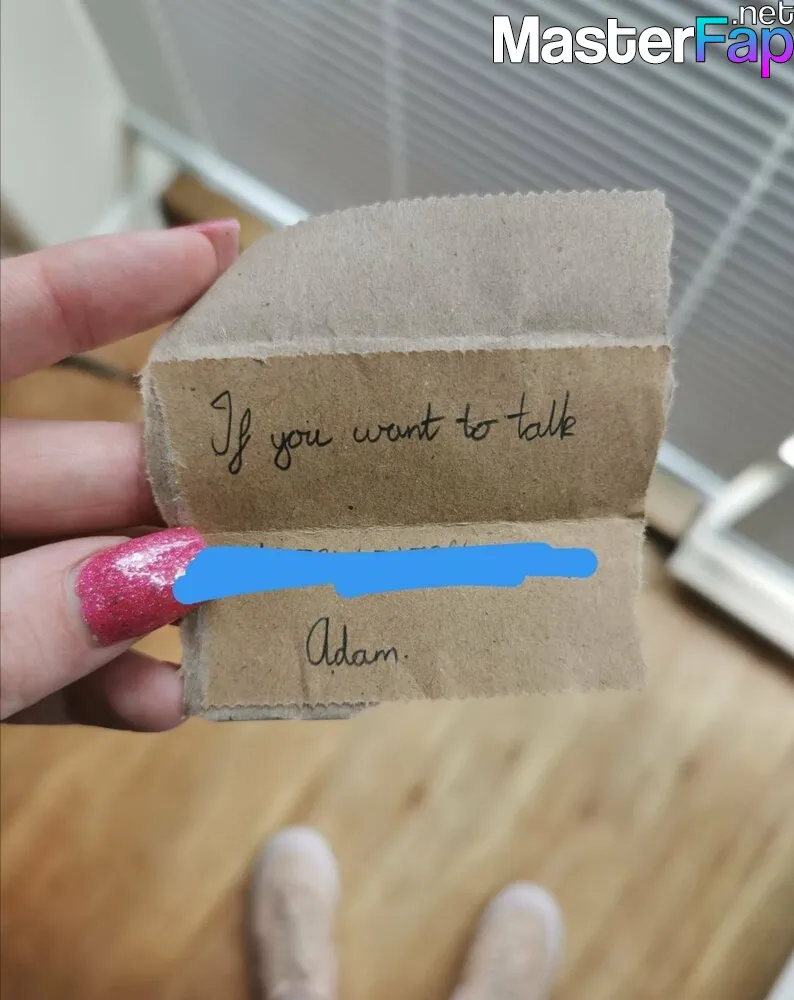 MasterFap.net
If you want to talk
Adam.